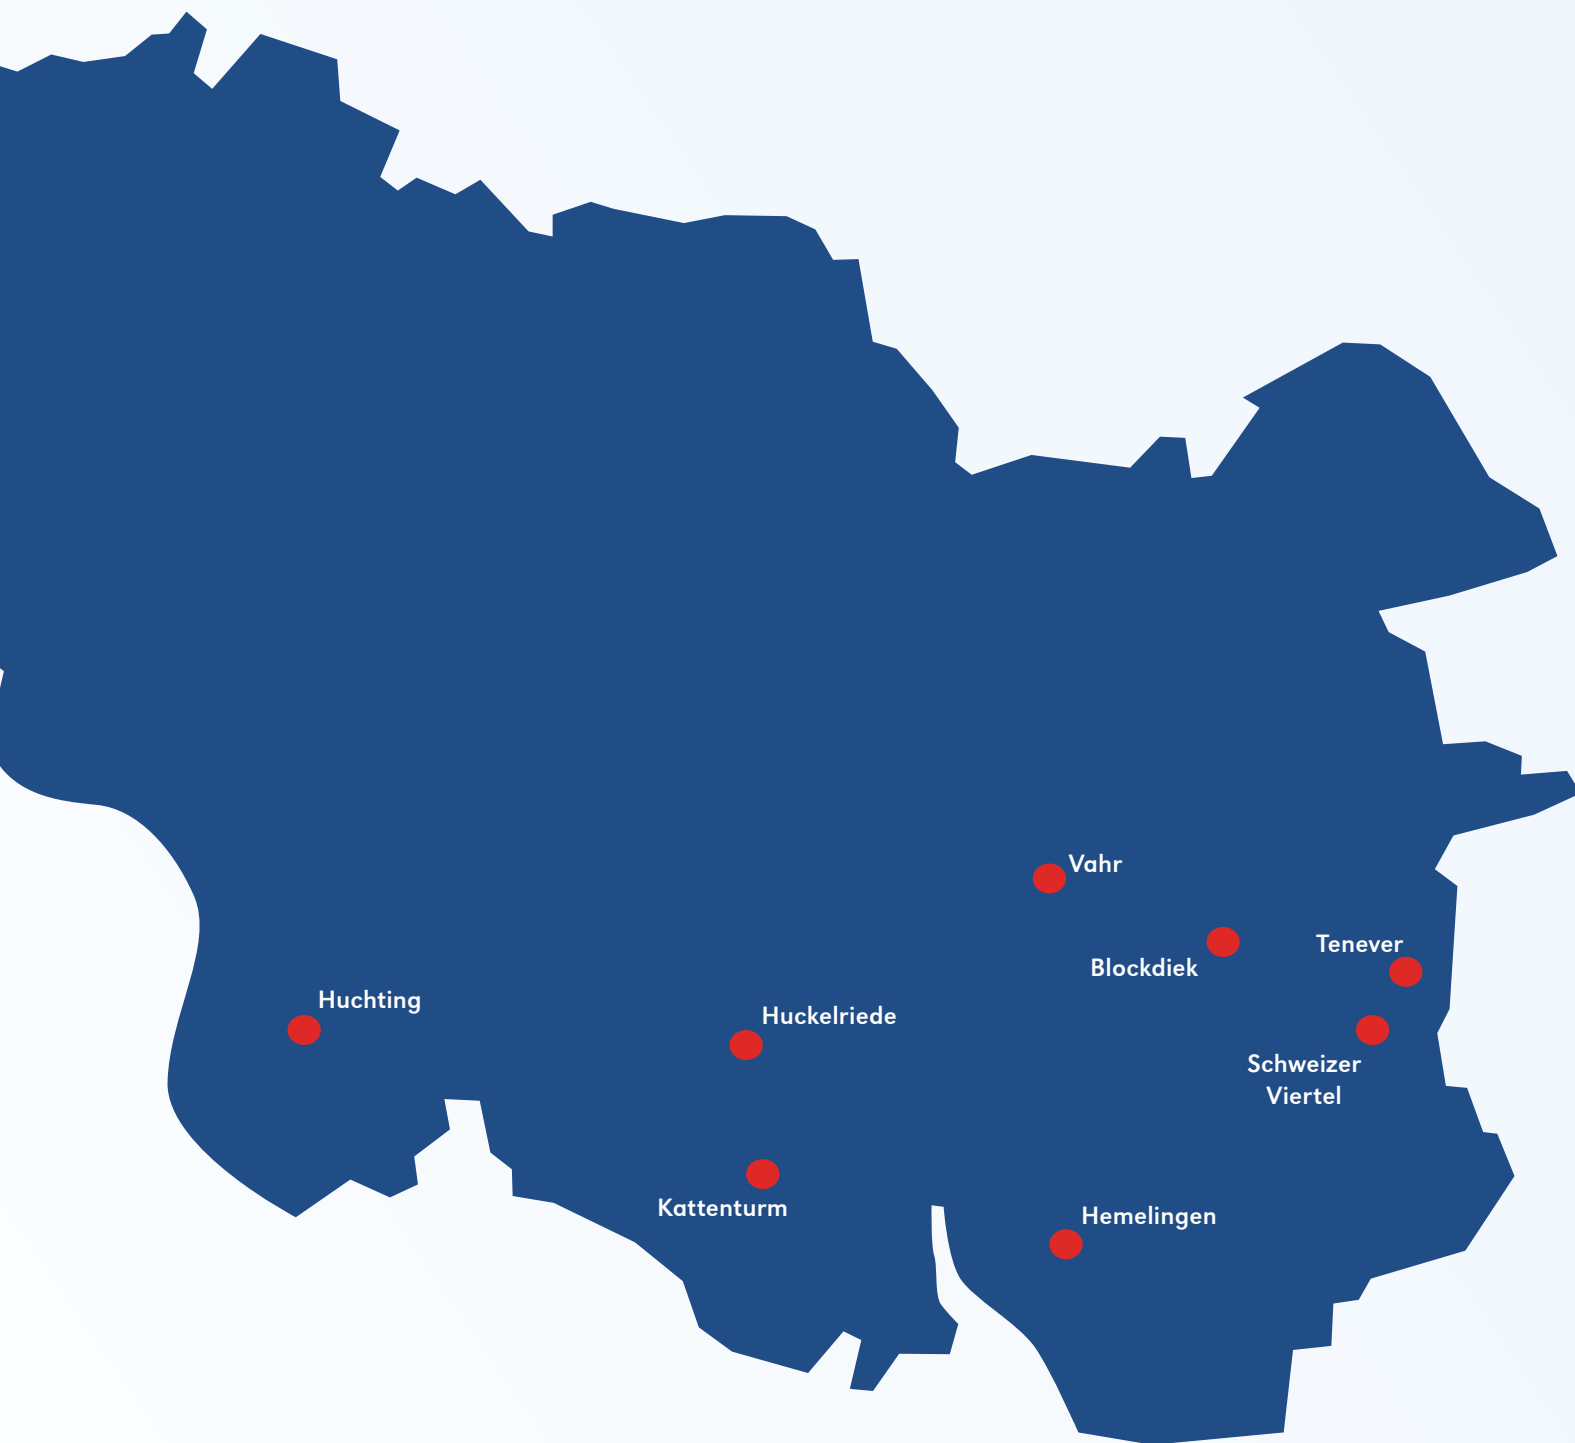 Vahr
Tenever
Blockdiek
Huchting
Huckelriede
Schweizer
Viertel
Kattenturm
Hemelingen